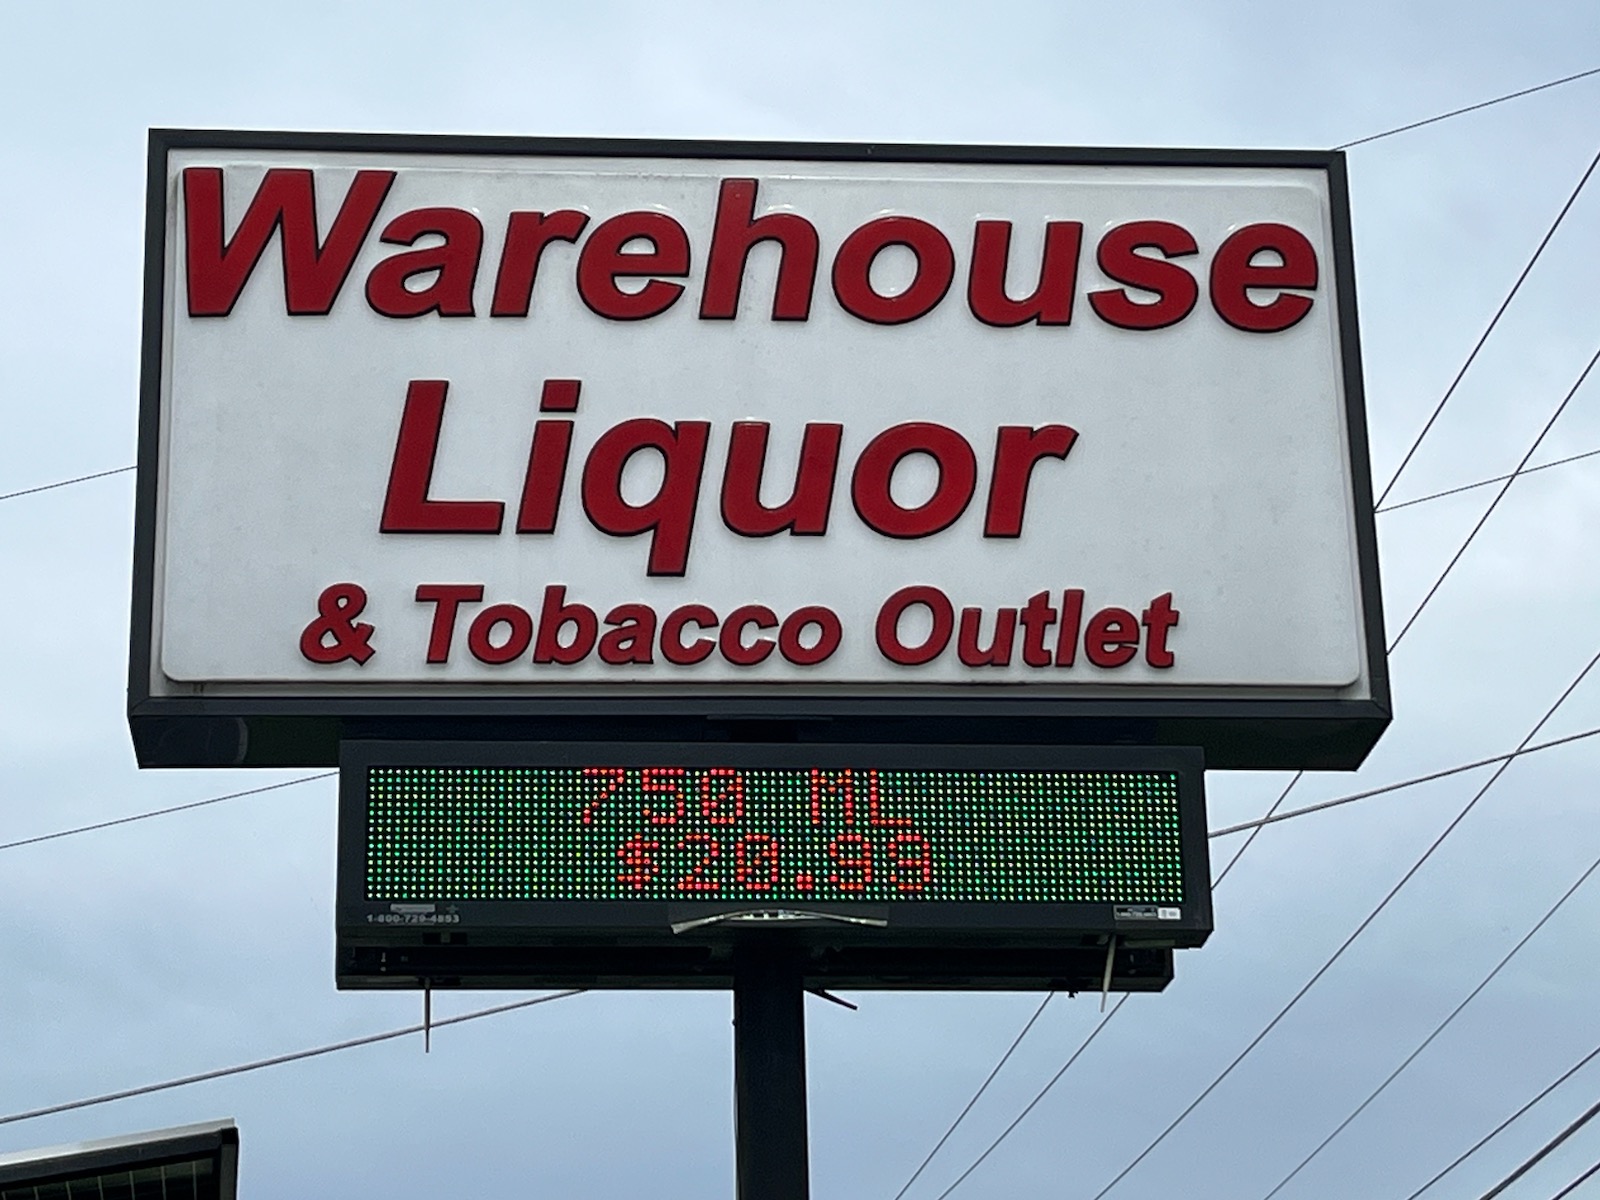 Warehouse
Liquor
& Tobacco Outlet
750 ML
$20.99
1-800-729-4853